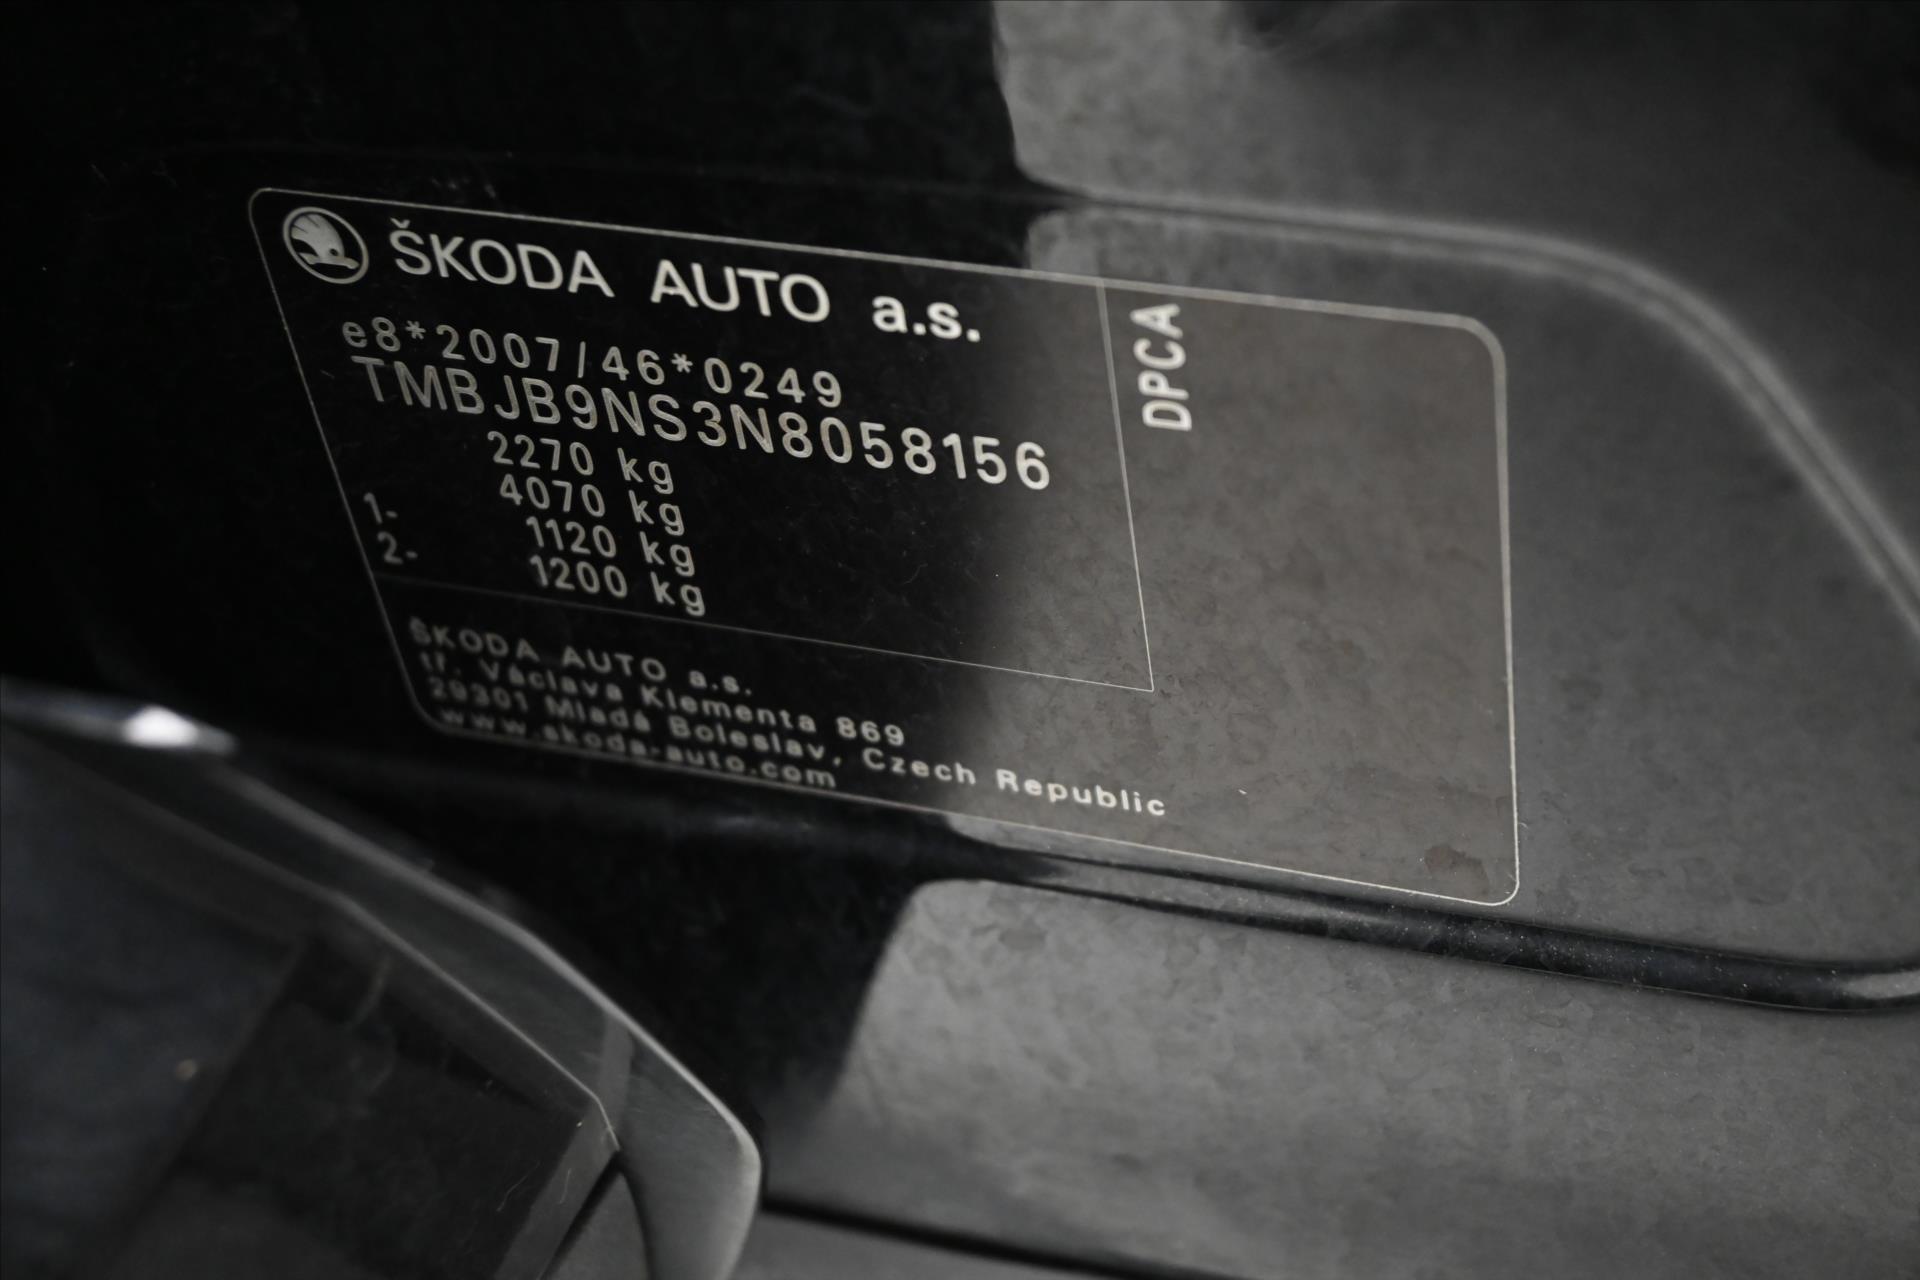 ŠKODA AUTO a.s.
DPCA
e8*2007/46*0249
TMBJB9NS3N8058156
2270 kg
4070 kg
1- 1120 kg
2- 1200 kg
ŠKODA AUTO a.s.
tř. Václava Klementa 869
29301 Mladá Boleslav, Czech Republic
www.skoda-auto.com